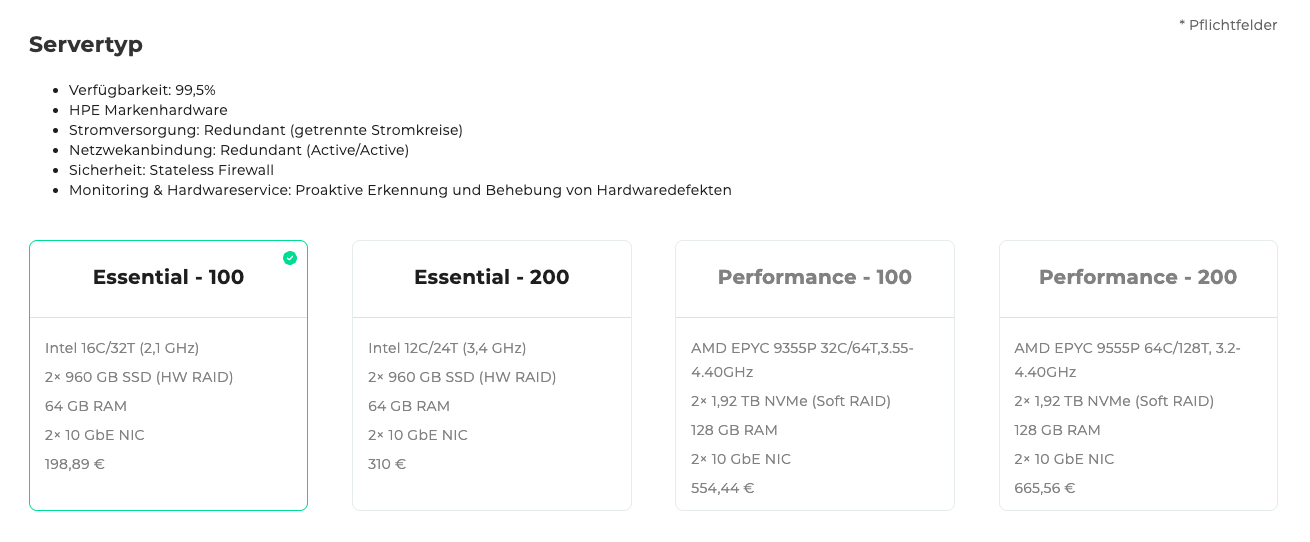 * Pflichtfelder
Servertyp
• Verfügbarkeit: 99,5%
• HPE Markenhardware
• Stromversorgung: Redundant (getrennte Stromkreise)
• Netzwekanbindung: Redundant (Active/Active)
• Sicherheit: Stateless Firewall
• Monitoring & Hardwareservice: Proaktive Erkennung und Behebung von Hardwaredefekten
Essential - 100
Intel 16C/32T (2,1 GHz)
2× 960 GB SSD (HW RAID)
64 GB RAM
2× 10 GbE NIC
198,89 €
Essential - 200
Intel 12C/24T (3,4 GHz)
2× 960 GB SSD (HW RAID)
64 GB RAM
2× 10 GbE NIC
310 €
Performance - 100
AMD EPYC 9355P 32C/64T,3.55-
4.40GHz
2× 1,92 TB NVMe (Soft RAID)
128 GB RAM
2× 10 GbE NIC
554,44 €
Performance - 200
AMD EPYC 9555P 64C/128T, 3.2-
4.40GHz
2× 1,92 TB NVMe (Soft RAID)
128 GB RAM
2× 10 GbE NIC
665,56 €